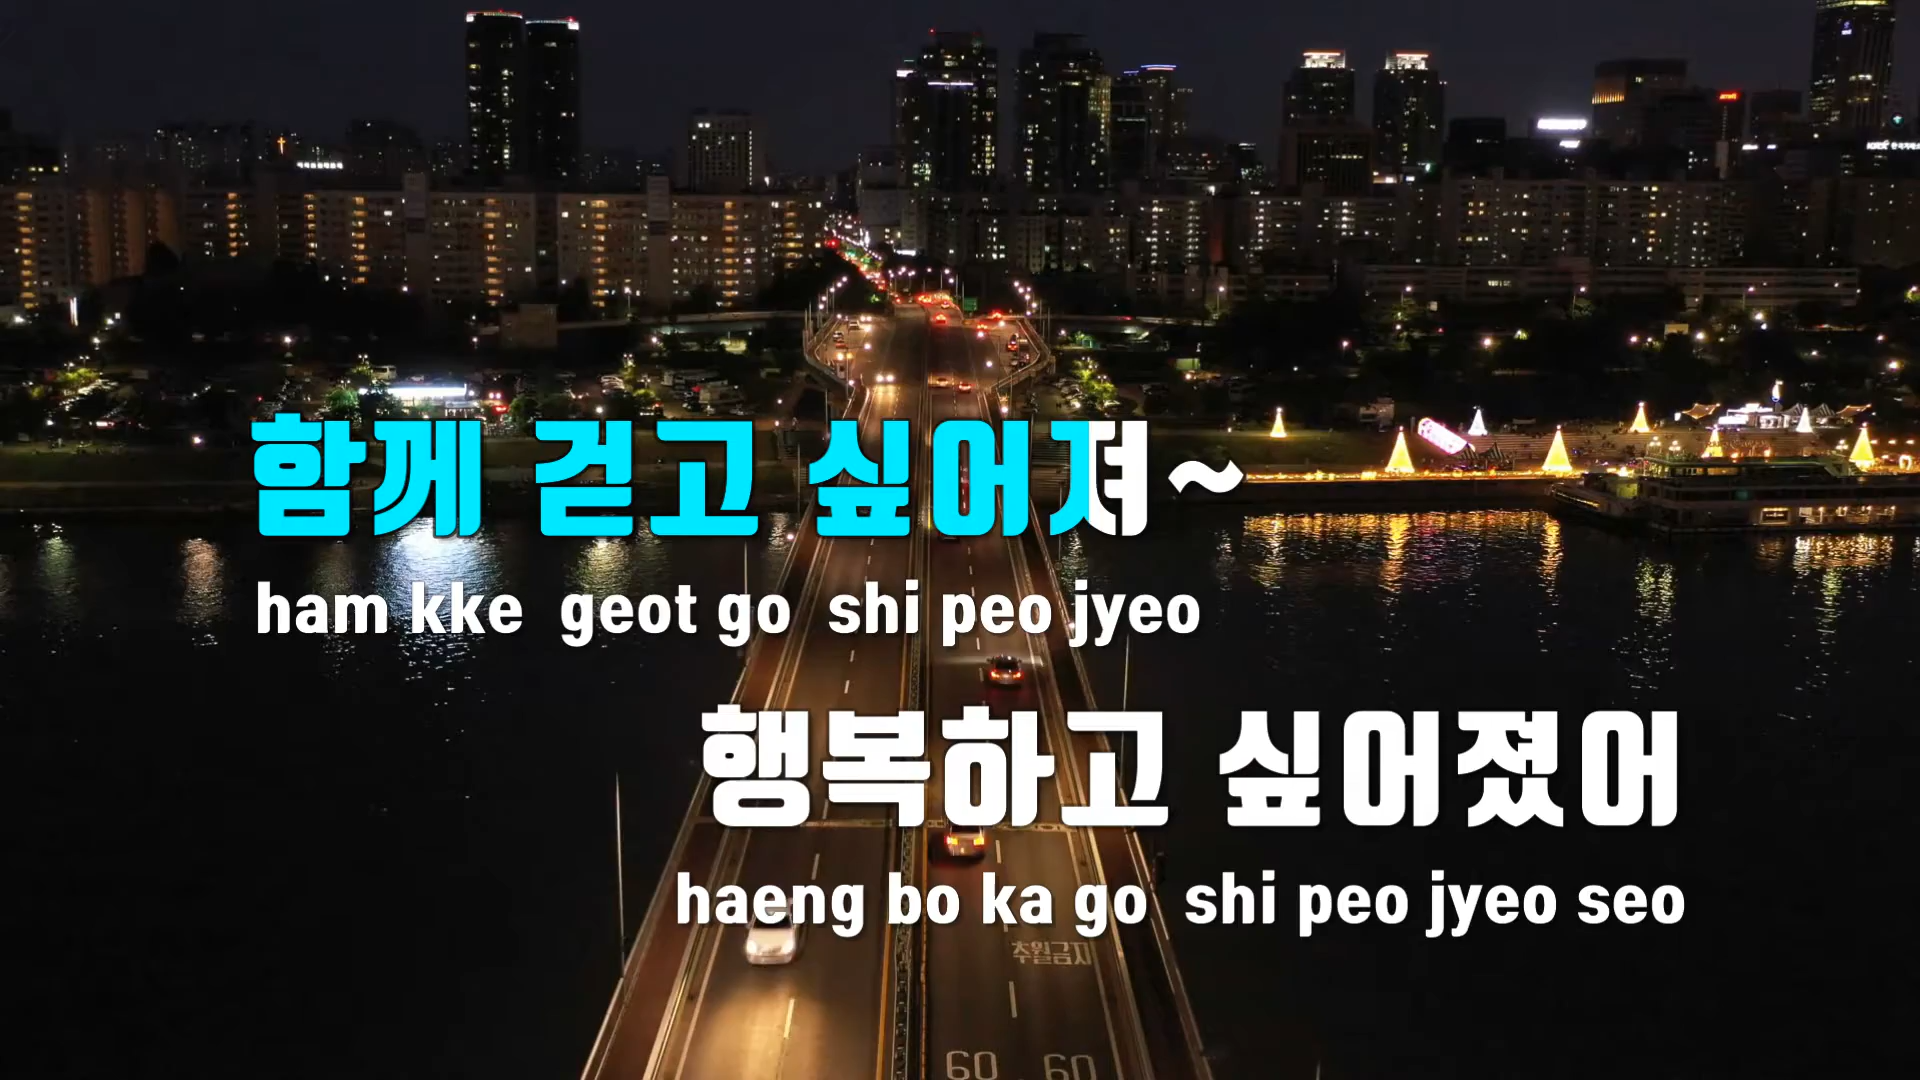 함께 걷고 싶어져~
ham kke geot go shi peo jyeo
행복하고 싶어졌어
haeng bo ka go shi peo jyeo seo
추월금지
60 60